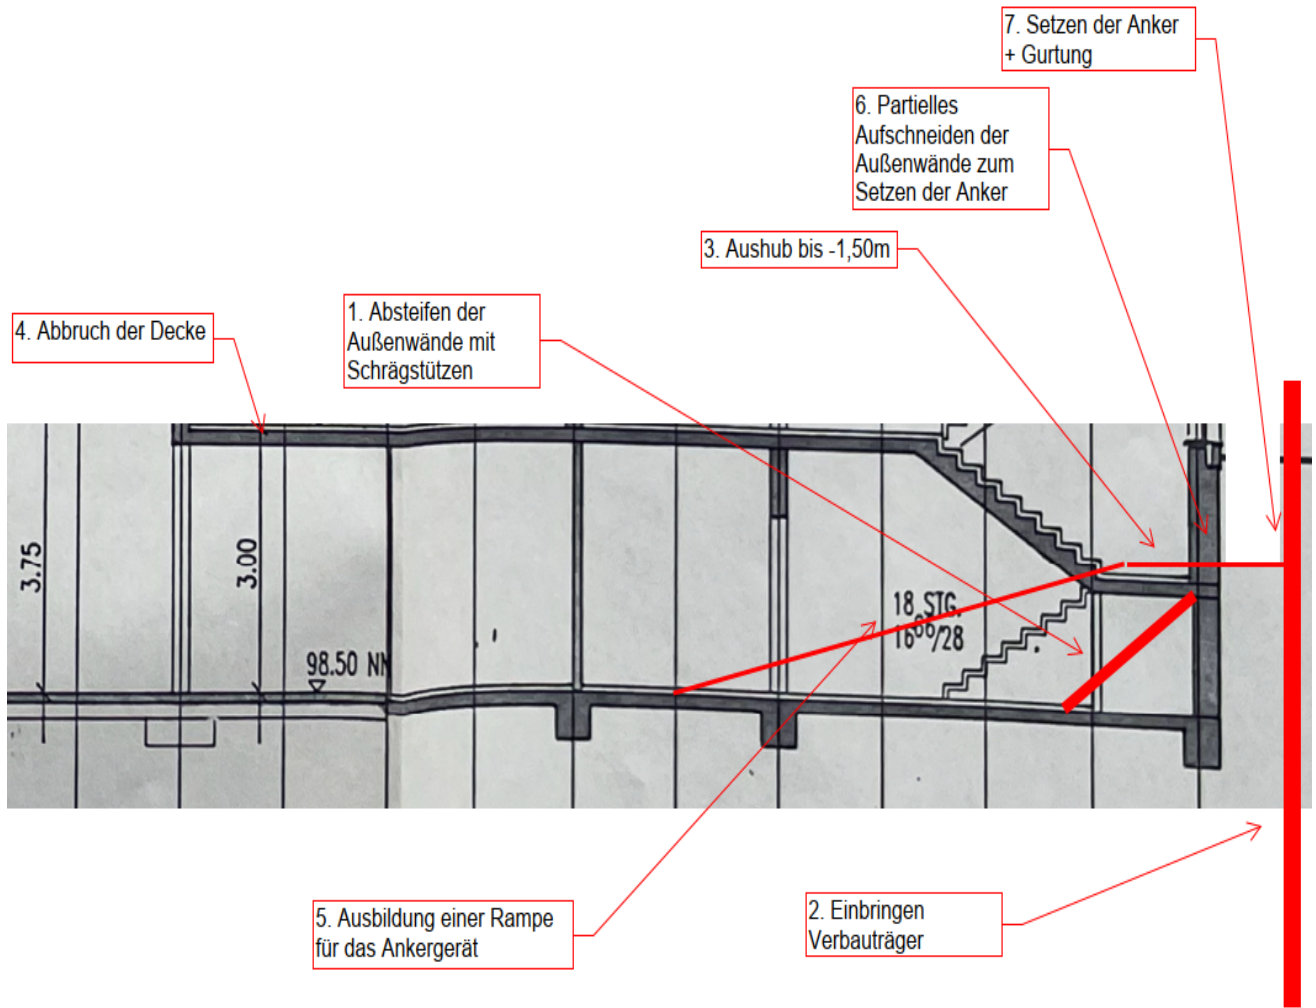 7. Setzen der Anker
+ Gurtung
6. Partielles
Aufschneiden der
Außenwände zum
Setzen der Anker
3. Aushub bis -1,50m
1. Absteifen der
Außenwände mit
Schrägstützen
4. Abbruch der Decke
3.75
3.00
98.50 NN
18 STG.
16⁰⁶/28
5. Ausbildung einer Rampe
für das Ankergerät
2. Einbringen
Verbauträger